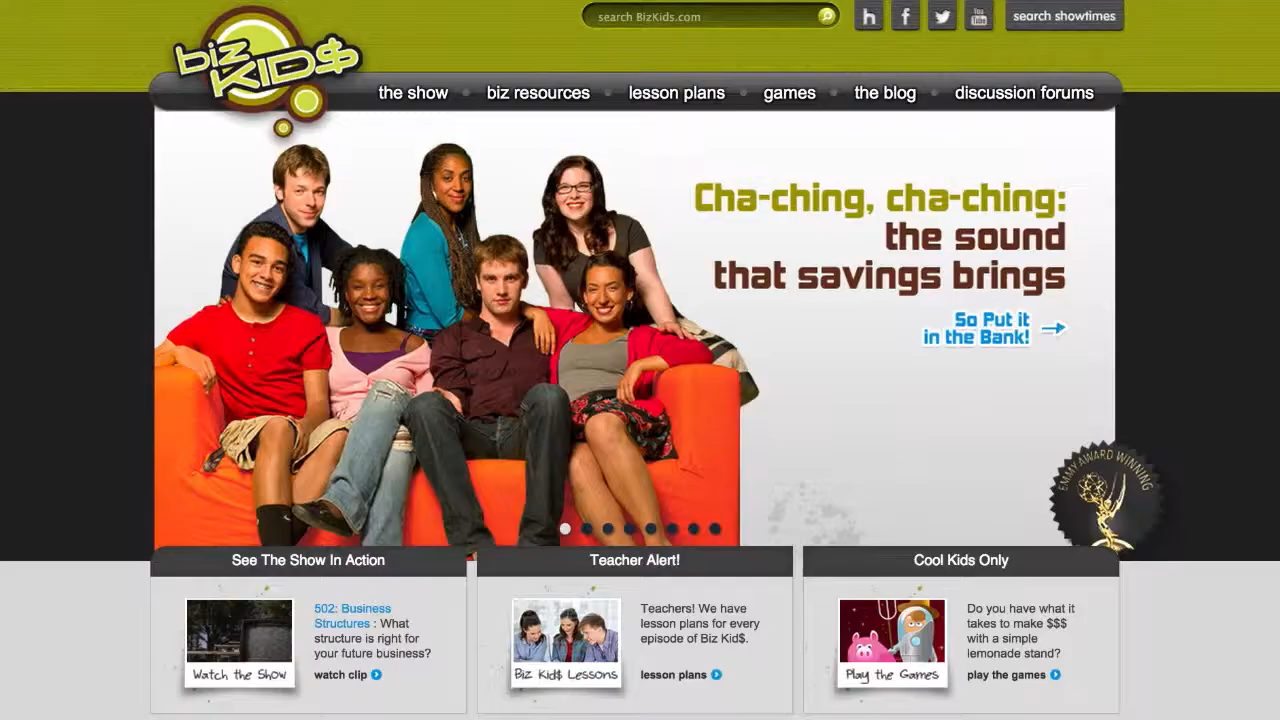 search BizKids.com
h
f
You
Tube
search showtimes
biz
KID$
the show
biz resources
lesson plans
games
the blog
discussion forums
Cha-ching, cha-ching:
the sound
that savings brings
So Put it
in the Bank!
EMMY AWARD WINNING
See The Show In Action
502: Business
Structures : What
structure is right for
your future business?
Watch the Show
watch clip
Teacher Alert!
Teachers! We have
lesson plans for every
episode of Biz Kid$.
Biz Kid$ Lessons
lesson plans
Cool Kids Only
Do you have what it
takes to make $$$
with a simple
lemonade stand?
Play the Games
play the games